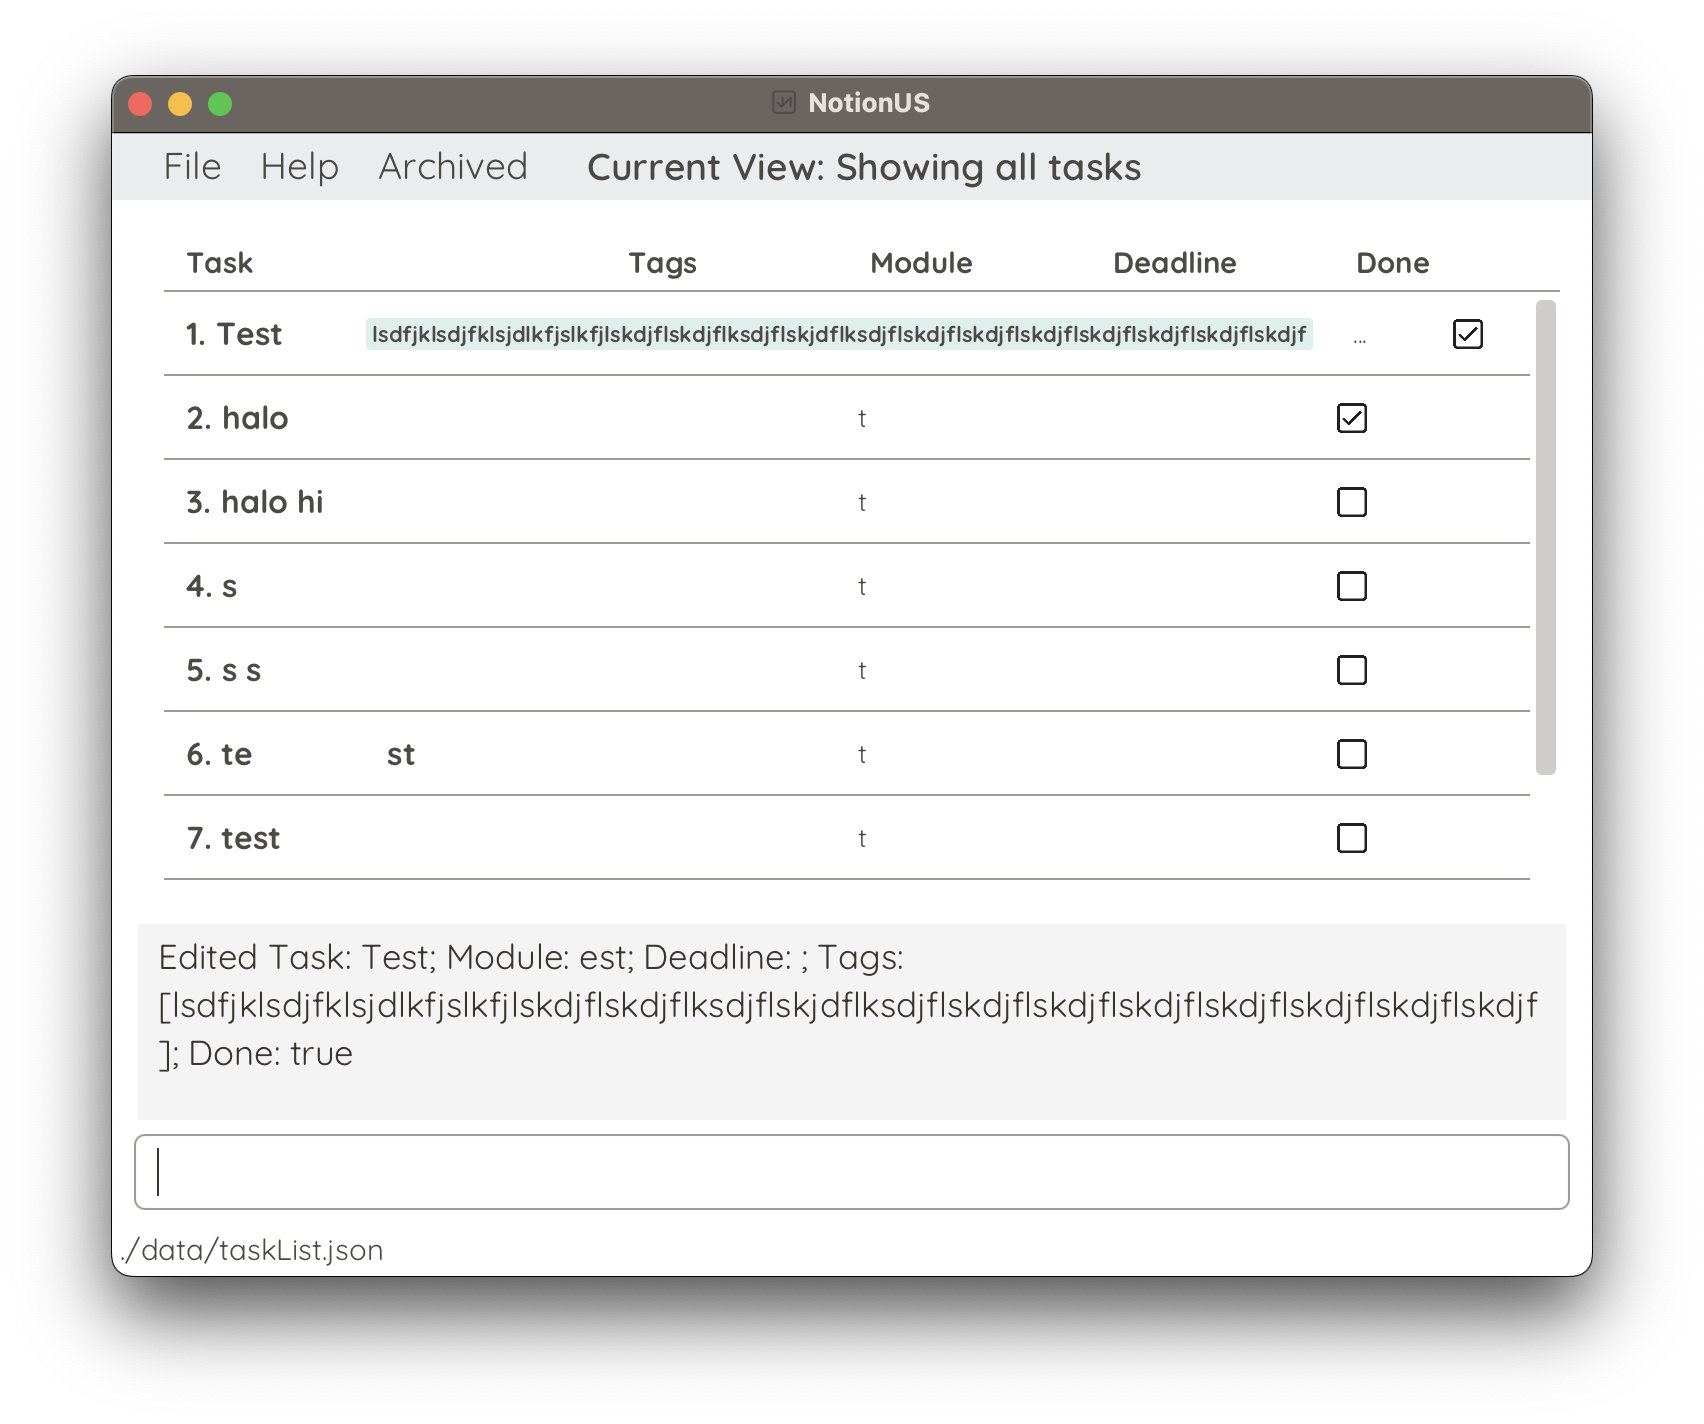 NotionUS
File Help Archived Current View: Showing all tasks
Task Tags Module Deadline Done
1. Test lsdfjklsdjfklsjdlkfjslkfjlskdjflskdjflksdjflskjdflksdjflskdjflskdjflskdjflskdjflskdjflskdjf ...
2. halo t
3. halo hi t
4. s t
5. s s t
6. te st t
7. test t
Edited Task: Test; Module: est; Deadline: ; Tags:
[lsdfjklsdjfklsjdlkfjslkfjlskdjflskdjflksdjflskjdflksdjflskdjflskdjflskdjflskdjflskdjflskdjf
]; Done: true
./data/taskList.json